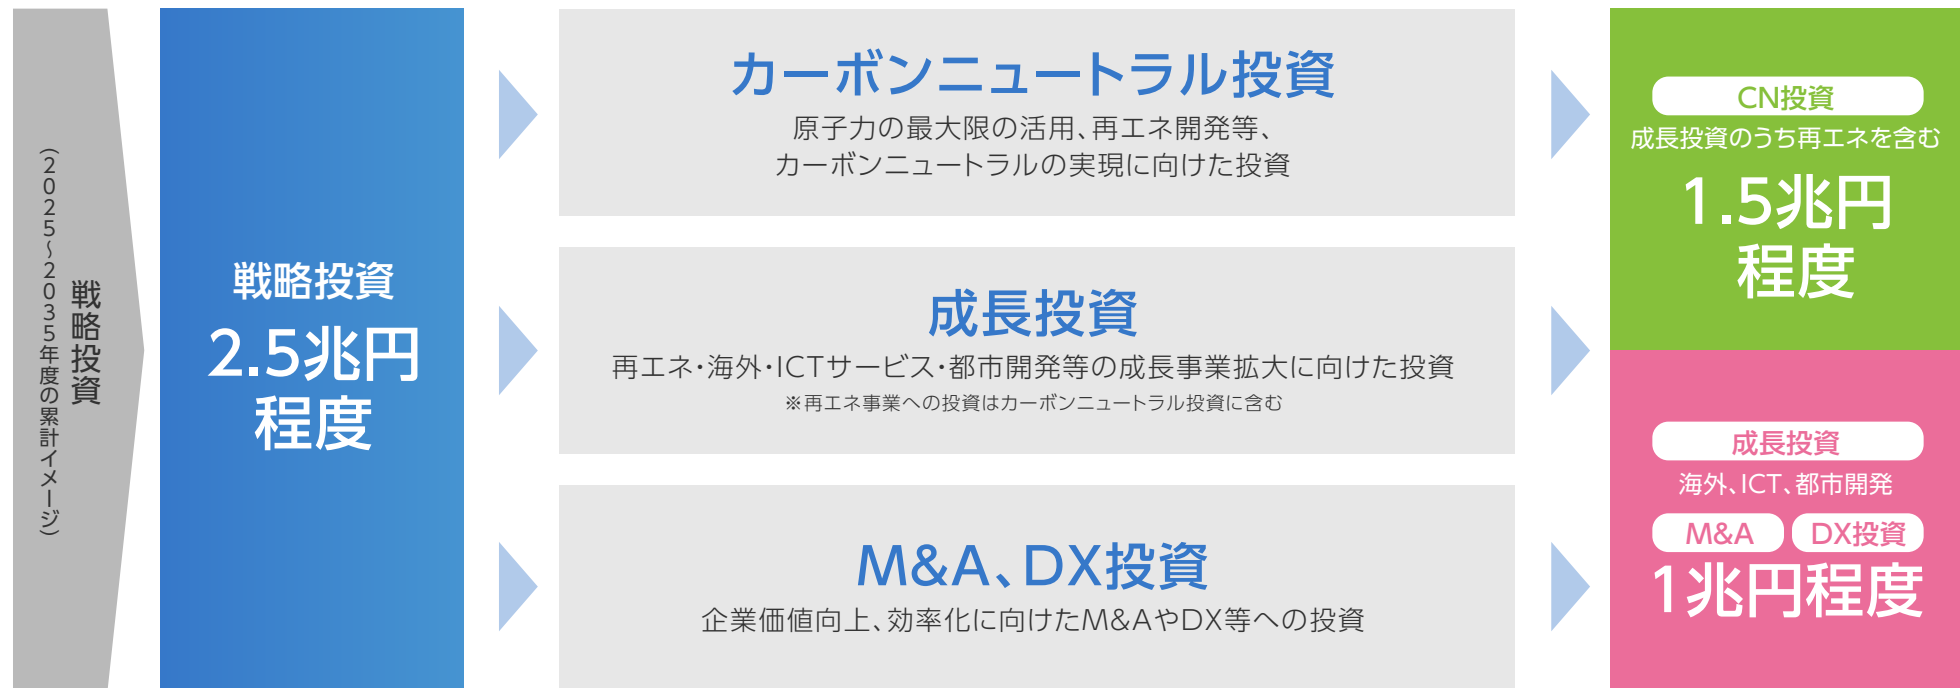 戦略投資
（2025～2035年度の累計イメージ）
戦略投資
2.5兆円
程度
カーボンニュートラル投資
原子力の最大限の活用、再エネ開発等、
カーボンニュートラルの実現に向けた投資
成長投資
再エネ・海外・ICTサービス・都市開発等の成長事業拡大に向けた投資
※再エネ事業への投資はカーボンニュートラル投資に含む
M&A、DX投資
企業価値向上、効率化に向けたM&AやDX等への投資
CN投資
成長投資のうち再エネを含む
1.5兆円
程度
成長投資
海外、ICT、都市開発
M&A DX投資
1兆円程度